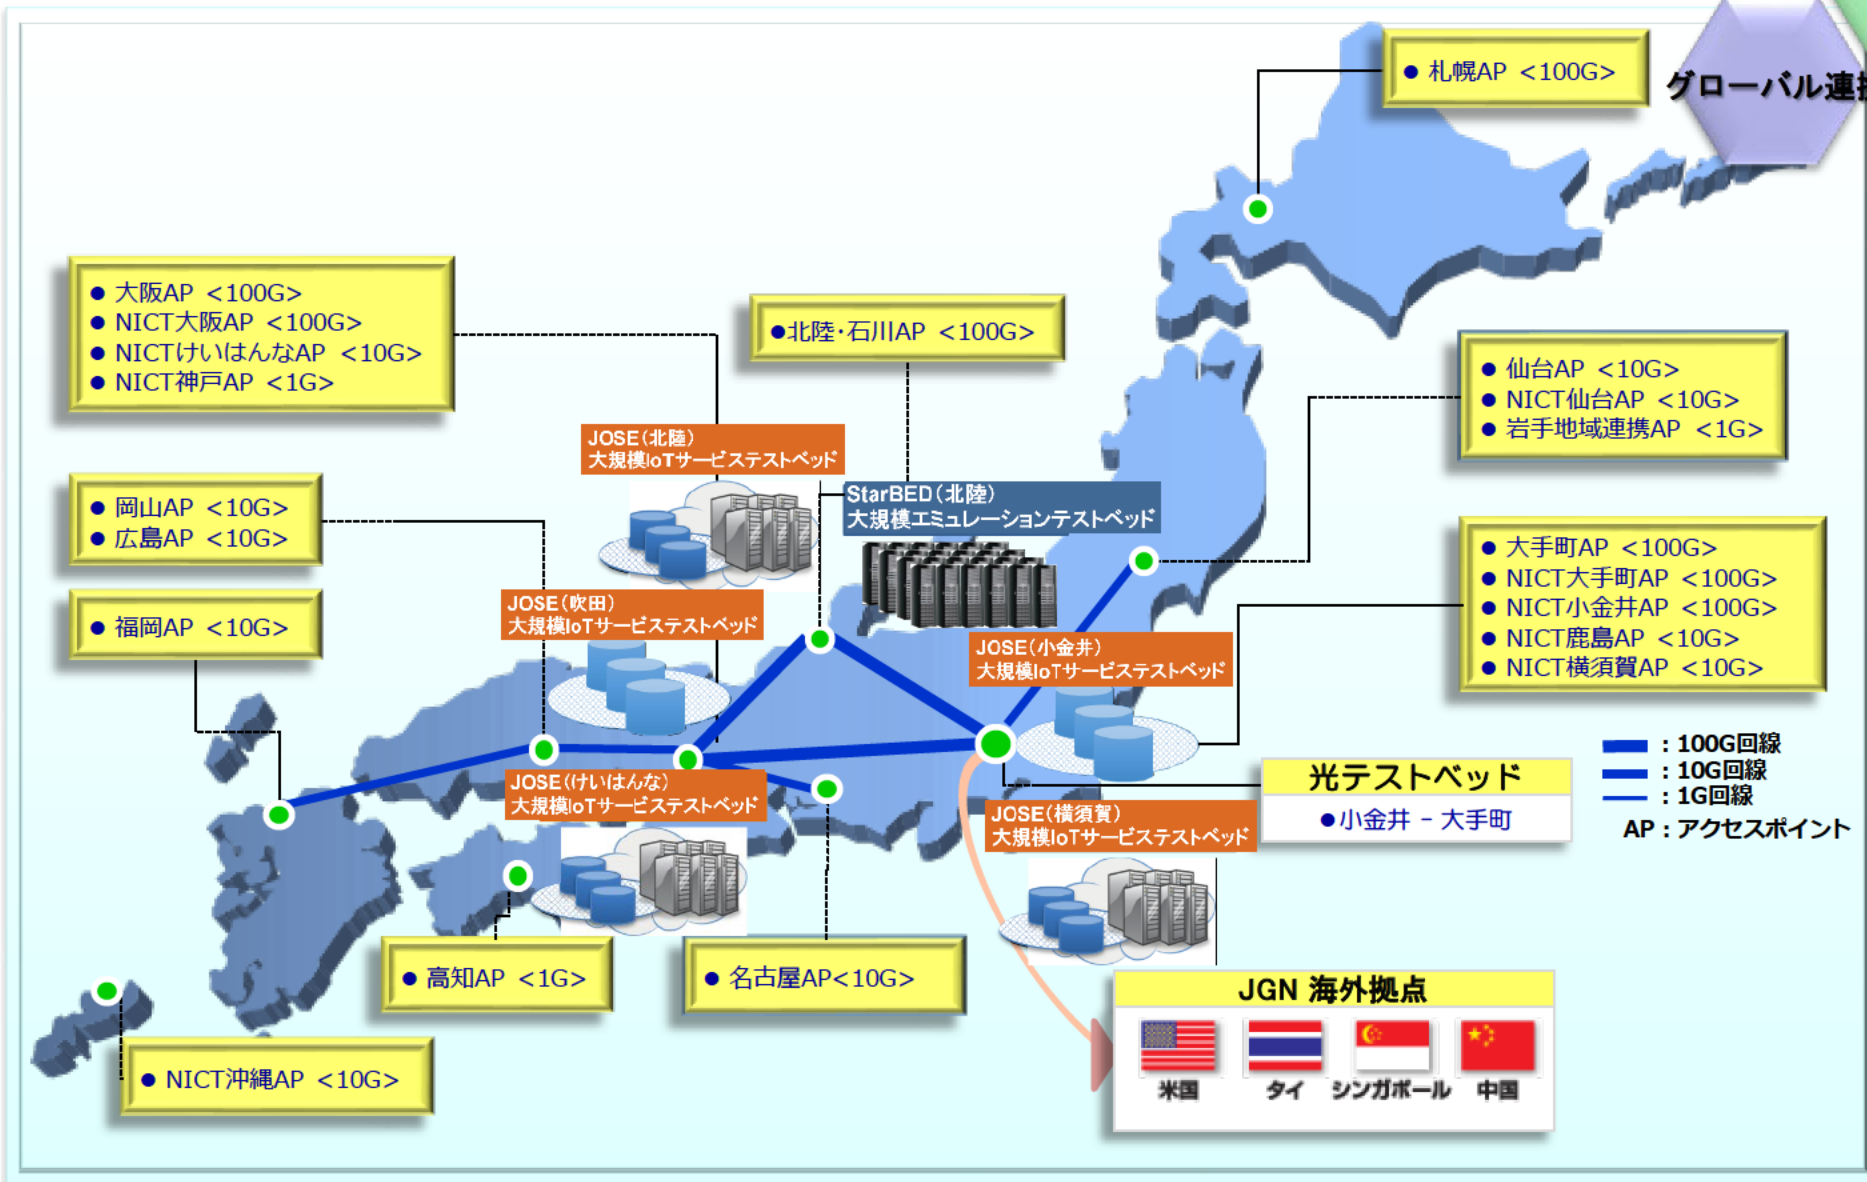 札幌AP <100G>
グローバル連
大阪AP <100G>
NICT大阪AP <100G>
NICTけいはんなAP <10G>
NICT神戸AP <1G>
北陸・石川AP <100G>
仙台AP <10G>
NICT仙台AP <10G>
岩手地域連携AP <1G>
JOSE(北陸)
大規模IoTサービステストベッド
岡山AP <10G>
広島AP <10G>
StarBED(北陸)
大規模エミュレーションテストベッド
大手町AP <100G>
NICT大手町AP <100G>
NICT小金井AP <100G>
NICT鹿島AP <10G>
NICT横須賀AP <10G>
福岡AP <10G>
JOSE(吹田)
大規模IoTサービステストベッド
JOSE(小金井)
大規模IoTサービステストベッド
:100G回線
:10G回線
:1G回線
AP:アクセスポイント
JOSE(けいはんな)
大規模IoTサービステストベッド
光テストベッド
小金井 – 大手町
JOSE(横須賀)
大規模IoTサービステストベッド
高知AP <1G>
名古屋AP<10G>
JGN 海外拠点
米国 タイ シンガポール 中国
NICT沖縄AP <10G>